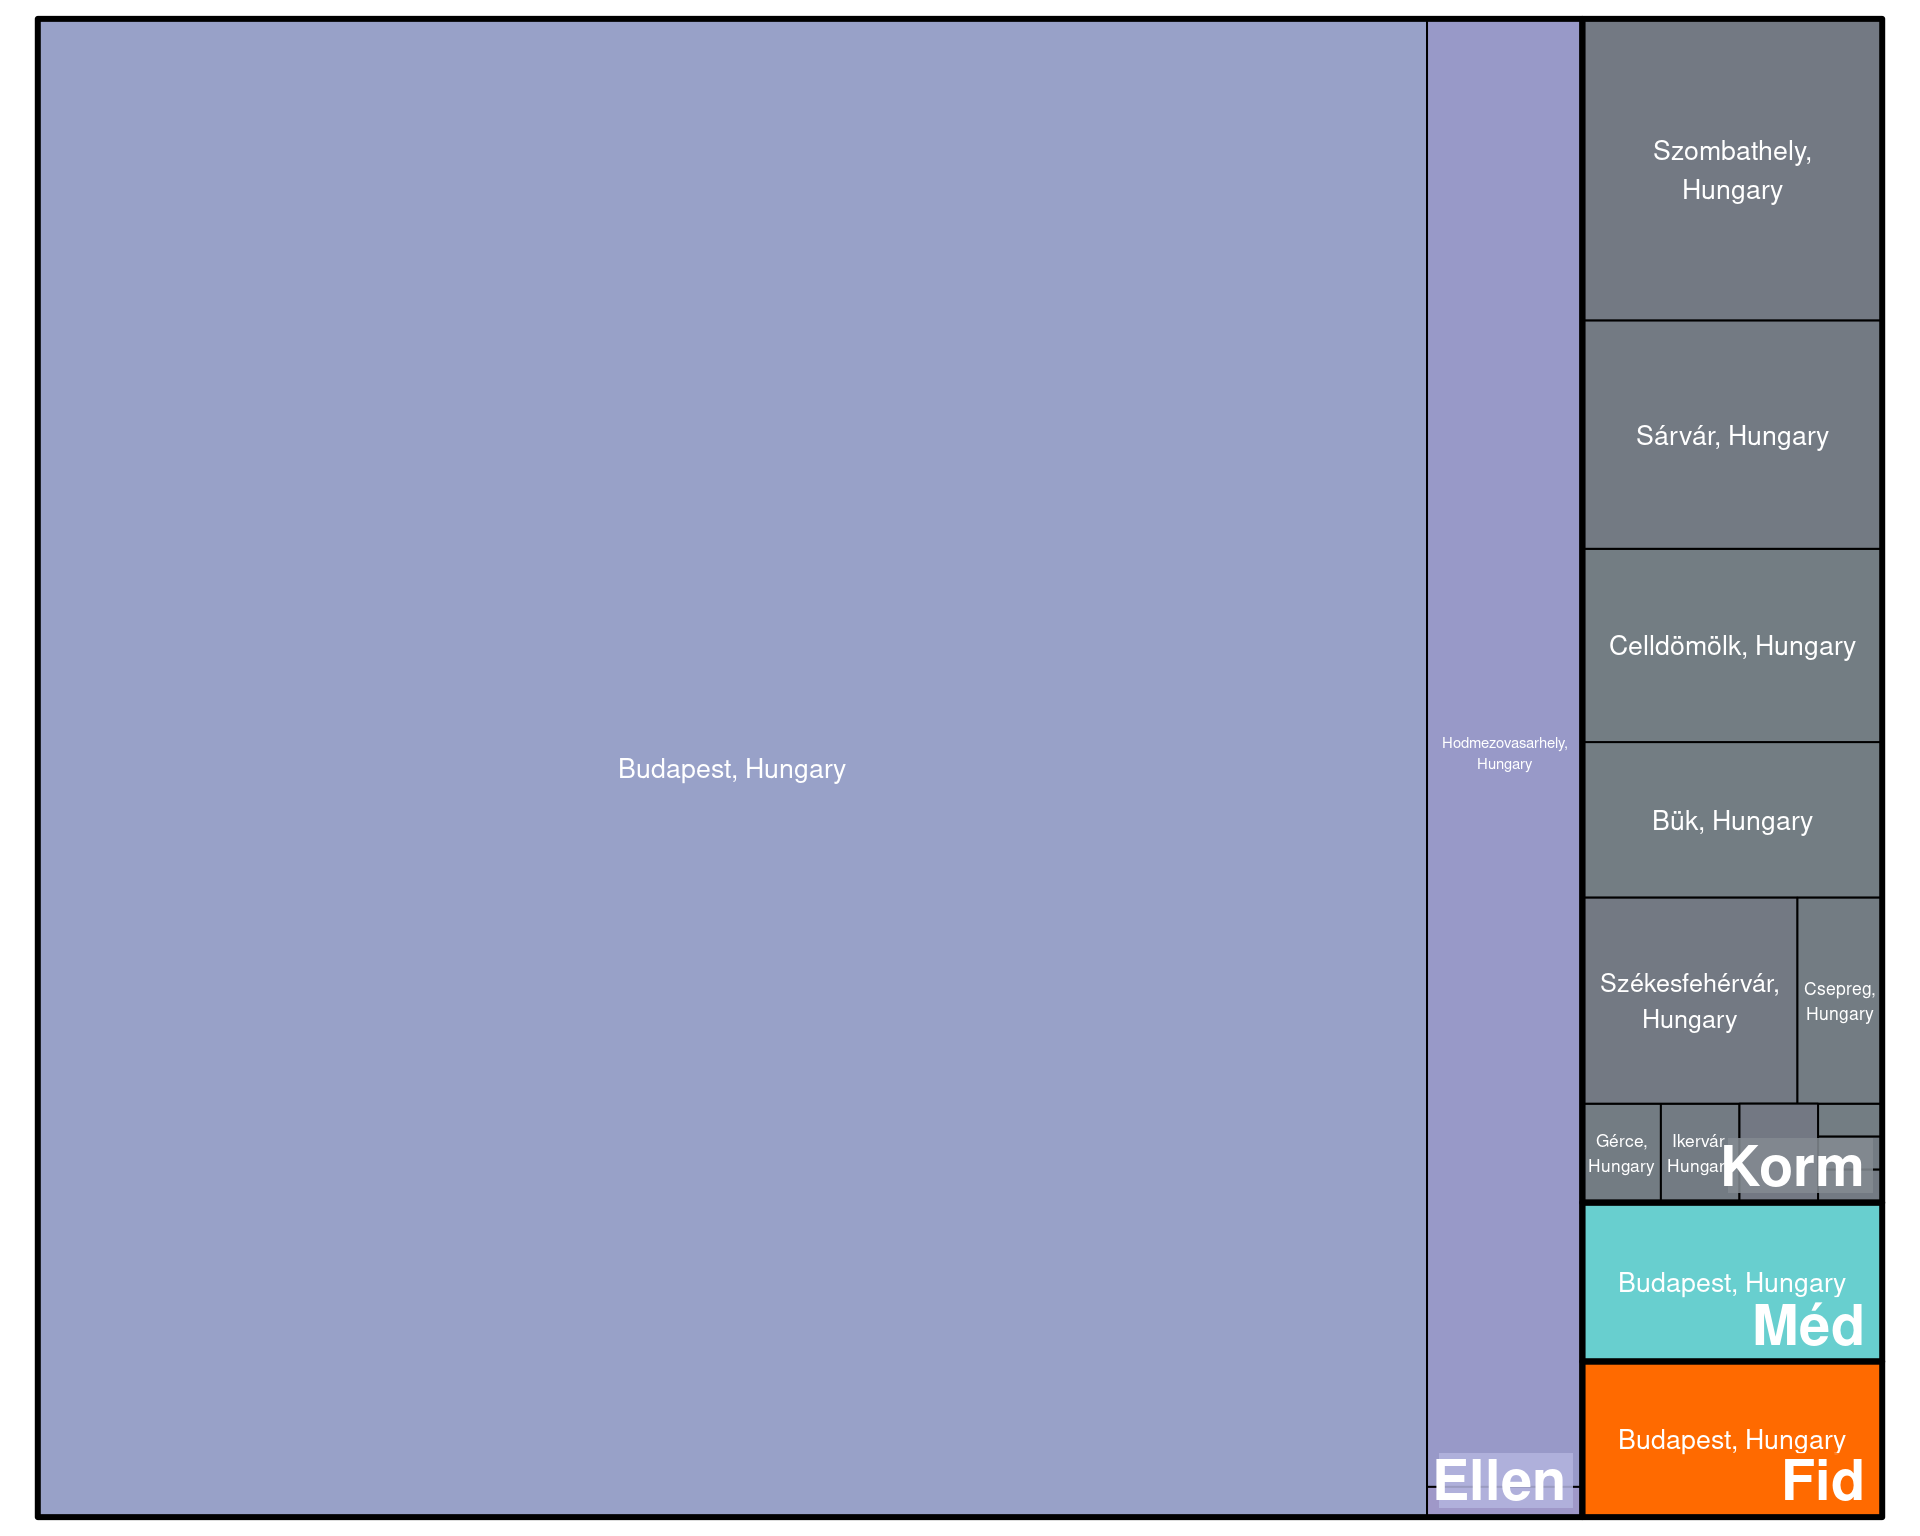 Budapest, Hungary
Hodmezovasarhely,
Hungary
Ellen
Szombathely,
Hungary
Sárvár, Hungary
Celldömölk, Hungary
Bük, Hungary
Székesfehérvár,
Hungary
Csepreg,
Hungary
Gérce,
Hungary
Ikervár
Hungar
Korm
Budapest, Hungary
Méd
Budapest, Hungary
Fid